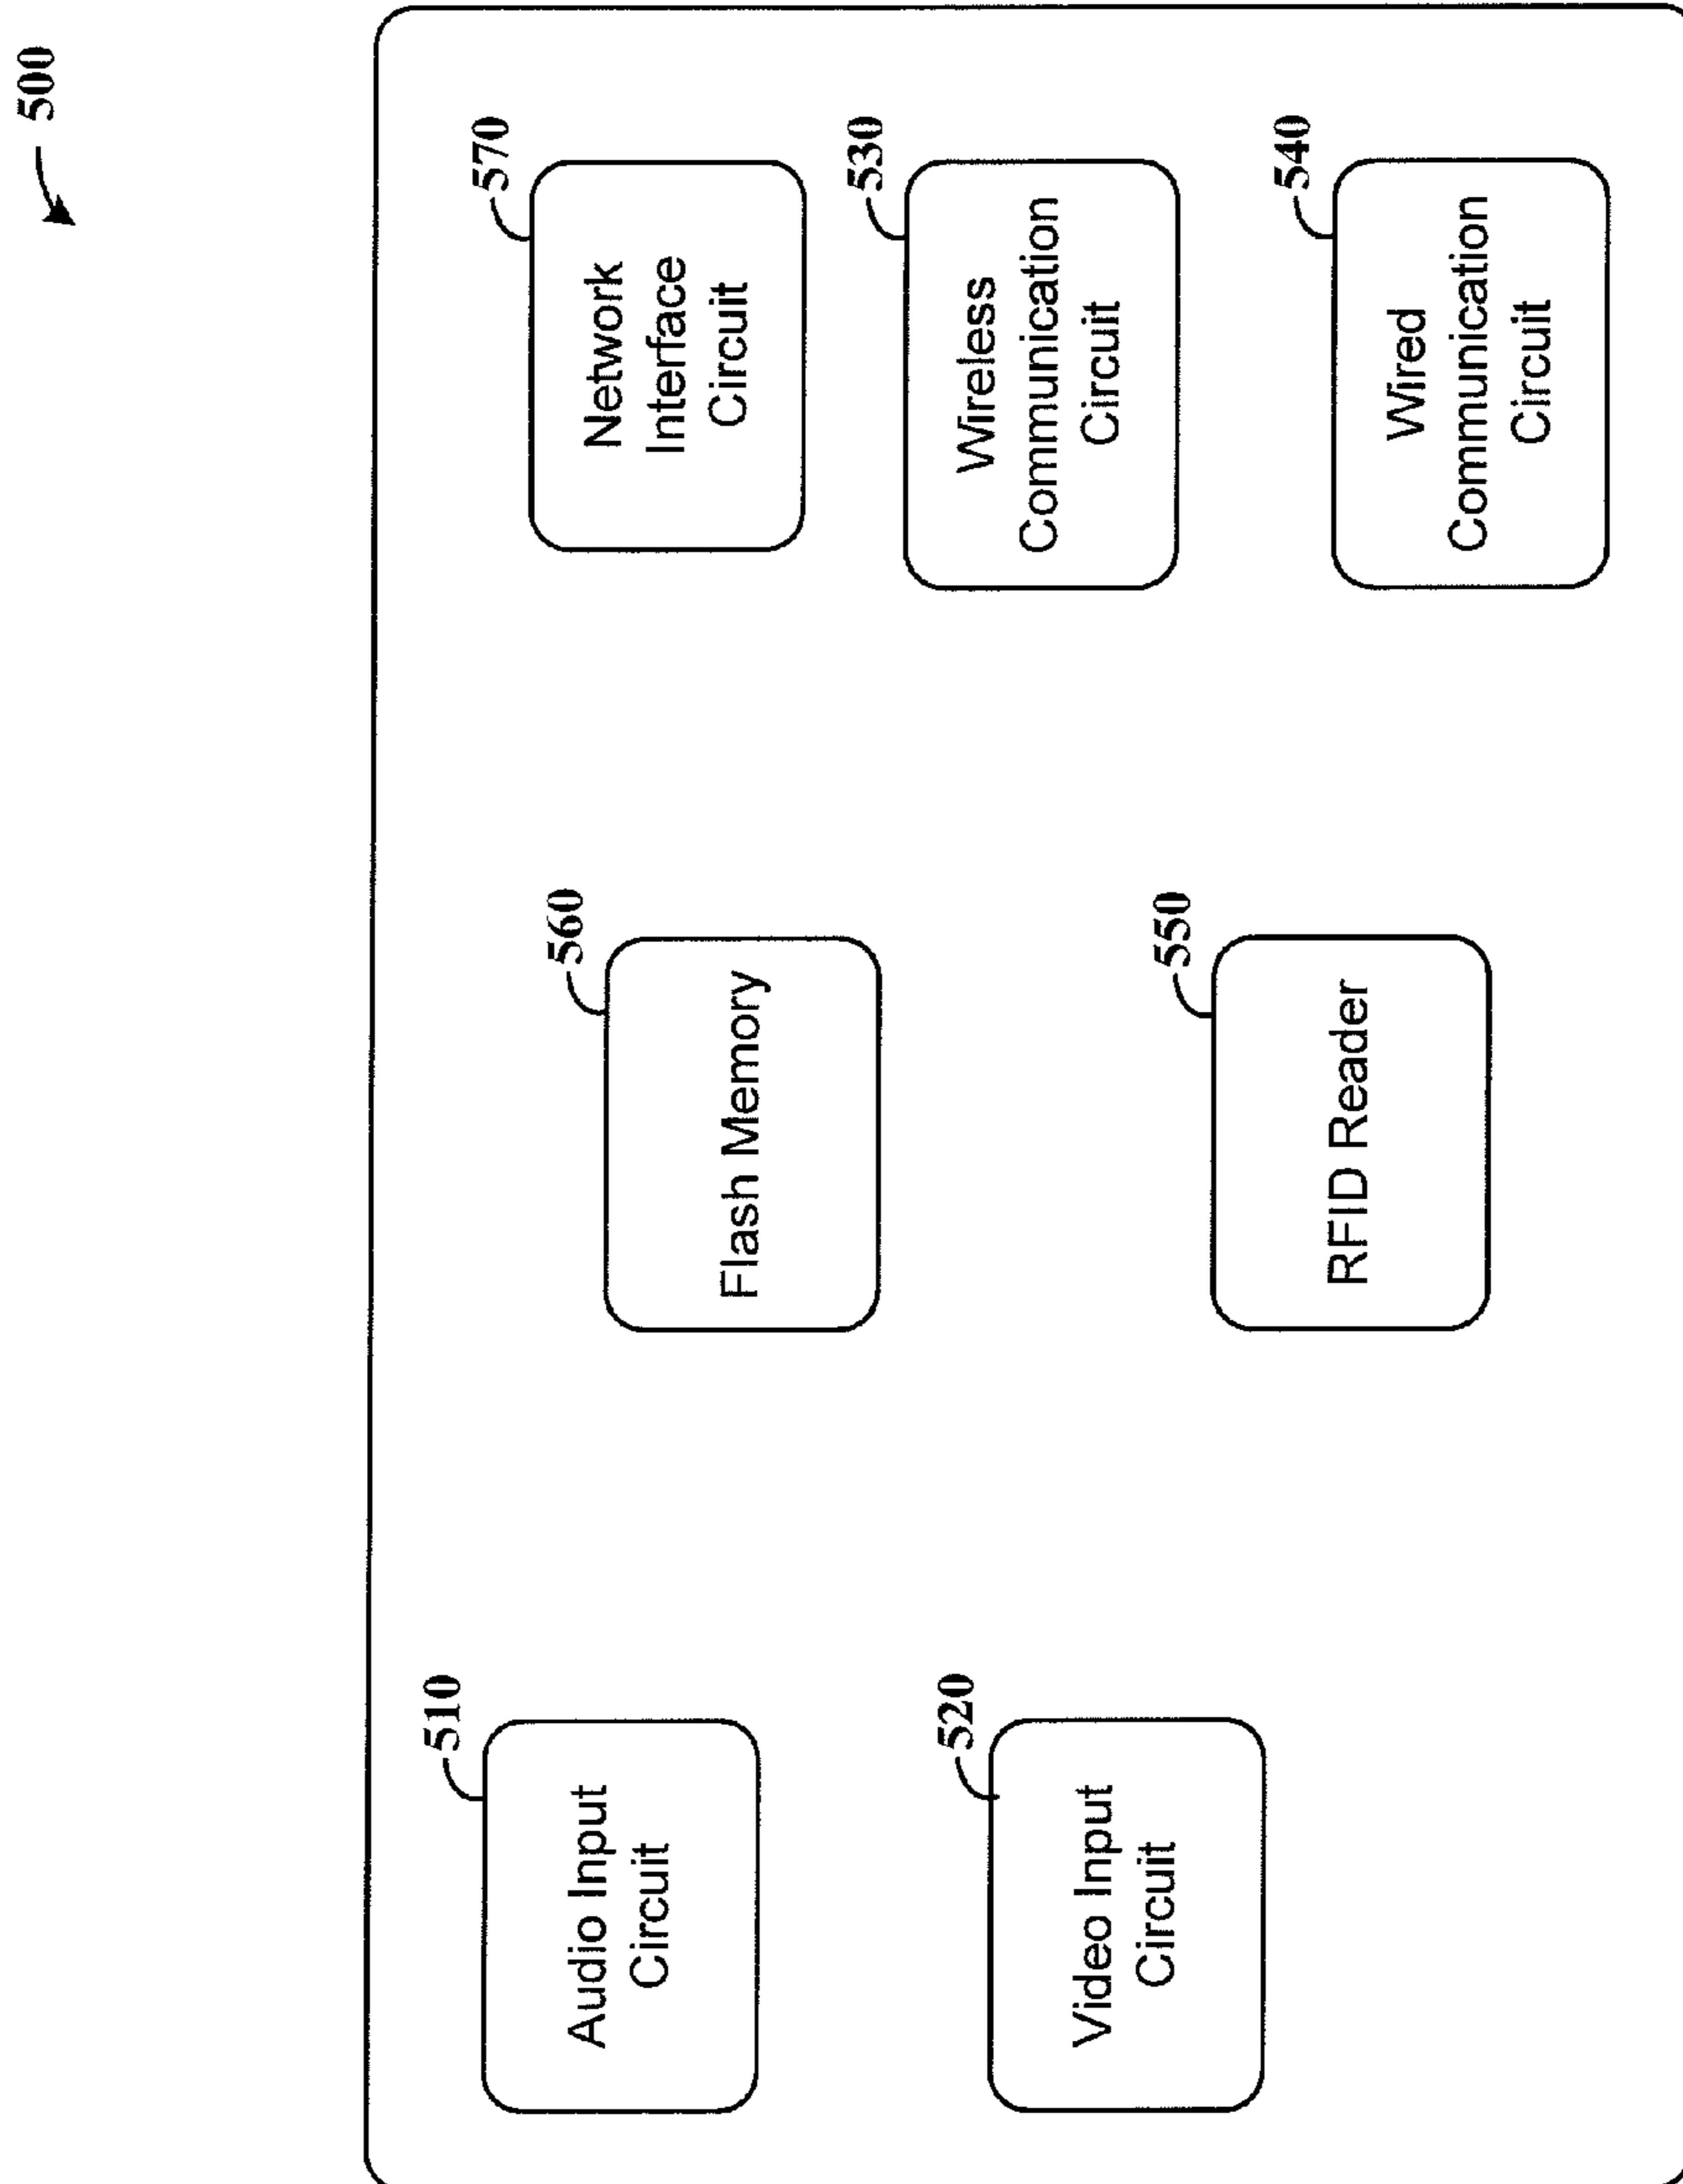 500
510
Audio Input
Circuit
520
Video Input
Circuit
560
Flash Memory
550
RFID Reader
570
Network
Interface
Circuit
530
Wireless
Communication
Circuit
540
Wired
Communication
Circuit